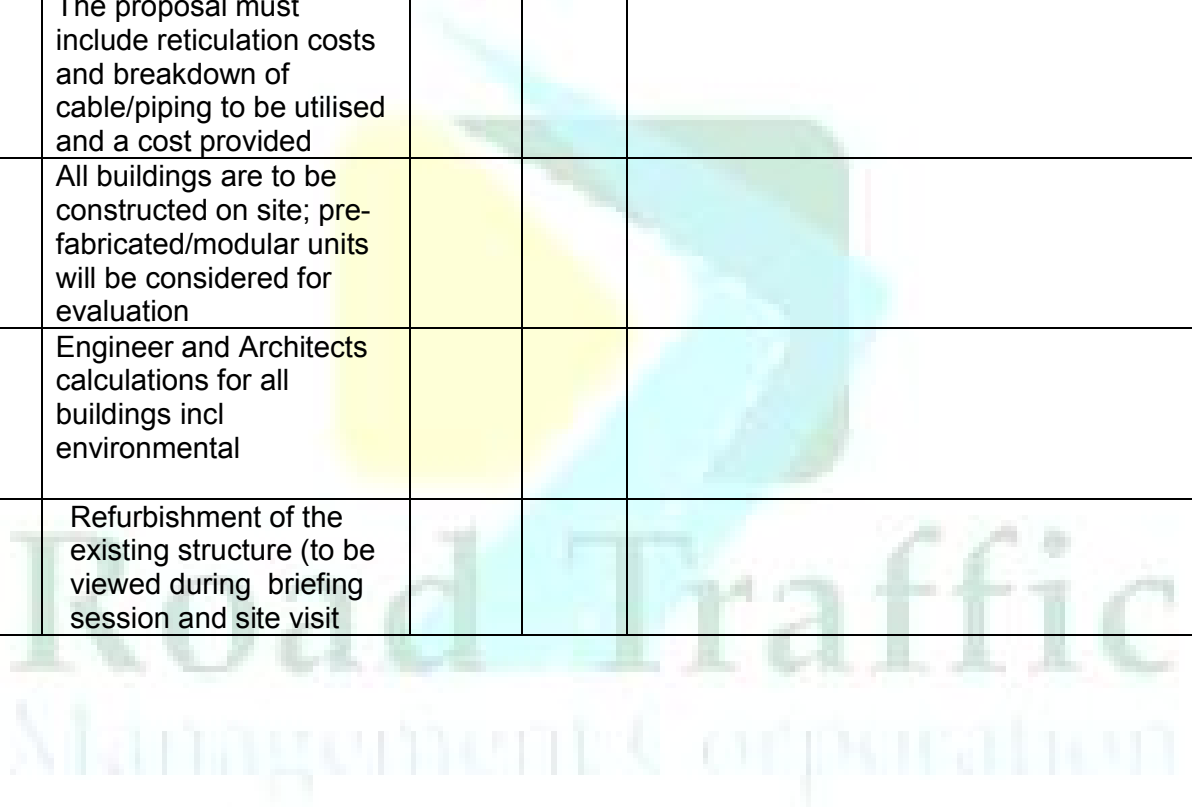 The proposal must
include reticulation costs
and breakdown of
cable/piping to be utilised
and a cost provided
All buildings are to be
constructed on site; pre-
fabricated/modular units
will be considered for
evaluation
Engineer and Architects
calculations for all
buildings incl
environmental
Refurbishment of the
existing structure (to be
viewed during  briefing
session and site visit
Road Traffic
Management Corporation